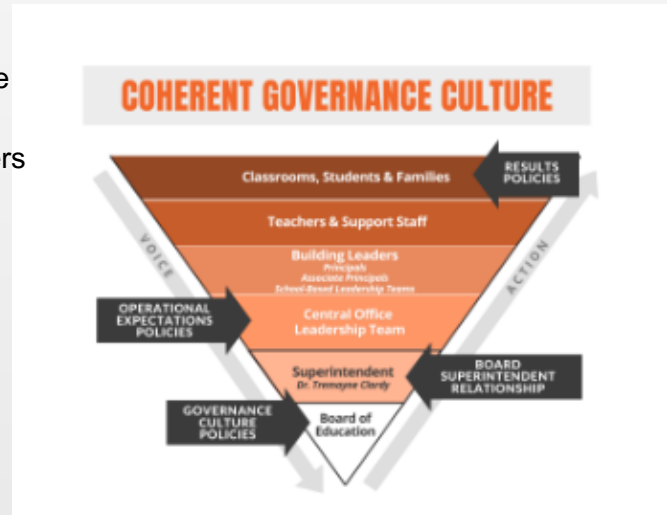 e
ers
COHERENT GOVERNANCE CULTURE
Classrooms, Students & Families
RESULTS
POLICIES
Teachers & Support Staff
VOICE
ACTION
Building Leaders
Principals
Associate Principals
School-Based Leadership Teams
OPERATIONAL
EXPECTATIONS
POLICIES
Central Office
Leadership Team
Superintendent
Dr. Tremayne Clardy
BOARD
SUPERINTENDENT
RELATIONSHIP
GOVERNANCE
CULTURE
POLICIES
Board of
Education